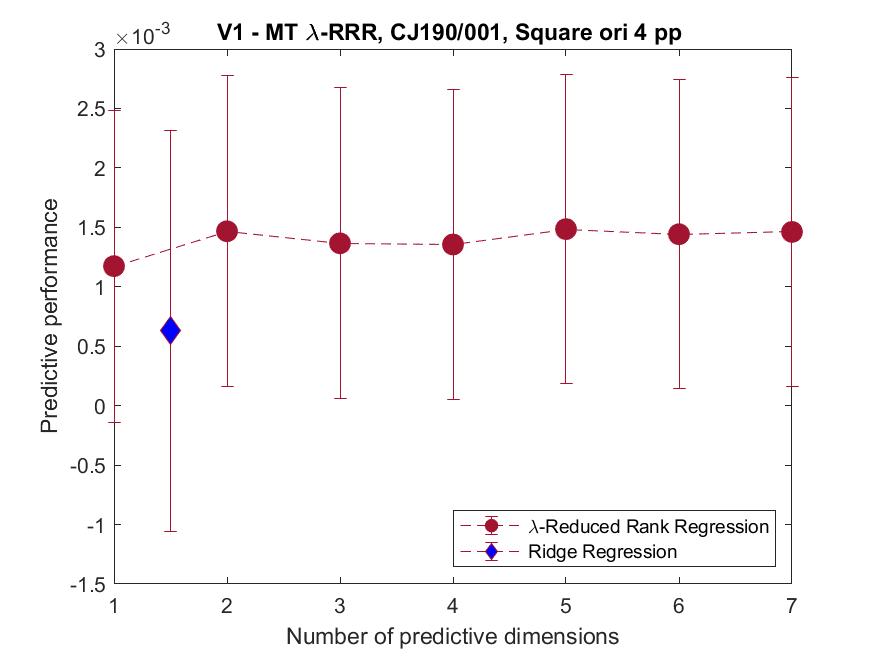 V1 - MT λ-RRR, CJ190/001, Square ori 4 pp
×10⁻³
3
2.5
2
1.5
1
0.5
0
-0.5
-1
-1.5
Predictive performance
1 2 3 4 5 6 7
Number of predictive dimensions
λ-Reduced Rank Regression
Ridge Regression